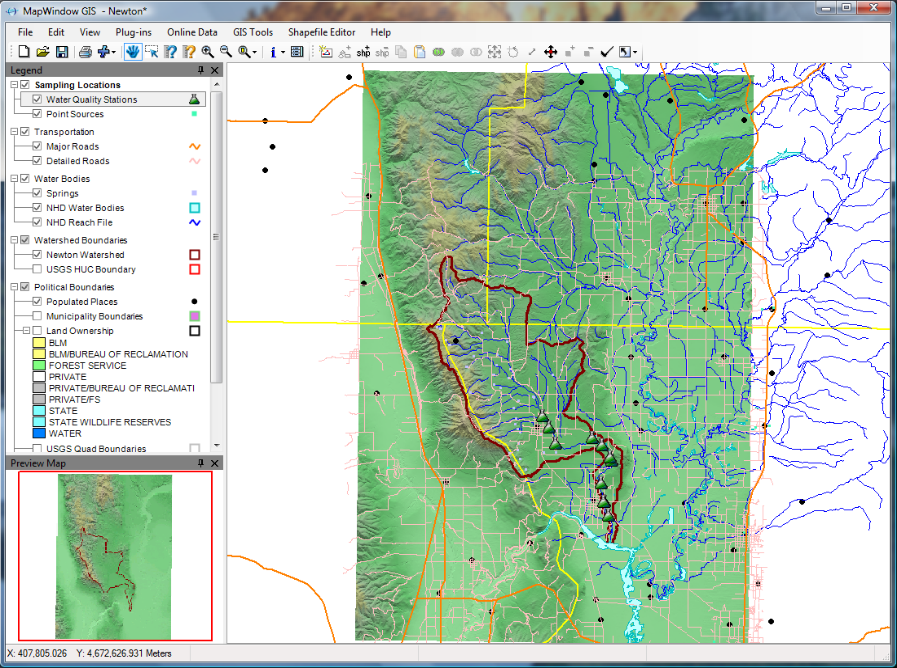 MapWindow GIS - Newton*
File Edit View Plug-ins Online Data GIS Tools Shapefile Editor Help
shp shp
Legend
Sampling Locations
Water Quality Stations
Point Sources
Transportation
Major Roads
Detailed Roads
Water Bodies
Springs
NHD Water Bodies
NHD Reach File
Watershed Boundaries
Newton Watershed
USGS HUC Boundary
Political Boundaries
Populated Places
Municipality Boundaries
Land Ownership
BLM
BLM/BUREAU OF RECLAMATION
FOREST SERVICE
PRIVATE
PRIVATE/BUREAU OF RECLAMATI
PRIVATE/FS
STATE
STATE WILDLIFE RESERVES
WATER
USGS Quad Boundaries
Preview Map
X: 407,805.026 Y: 4,672,626.931 Meters